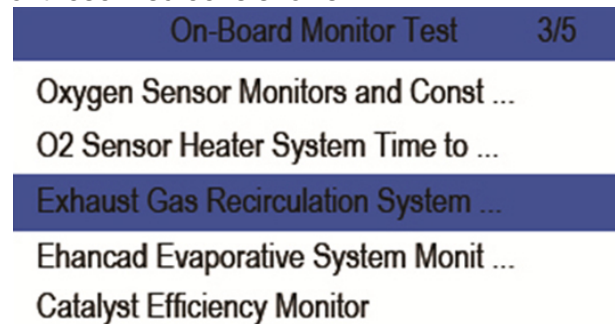 On-Board Monitor Test 3/5
Oxygen Sensor Monitors and Const ...
O2 Sensor Heater System Time to ...
Exhaust Gas Recirculation System ...
Ehancad Evaporative System Monit ...
Catalyst Efficiency Monitor